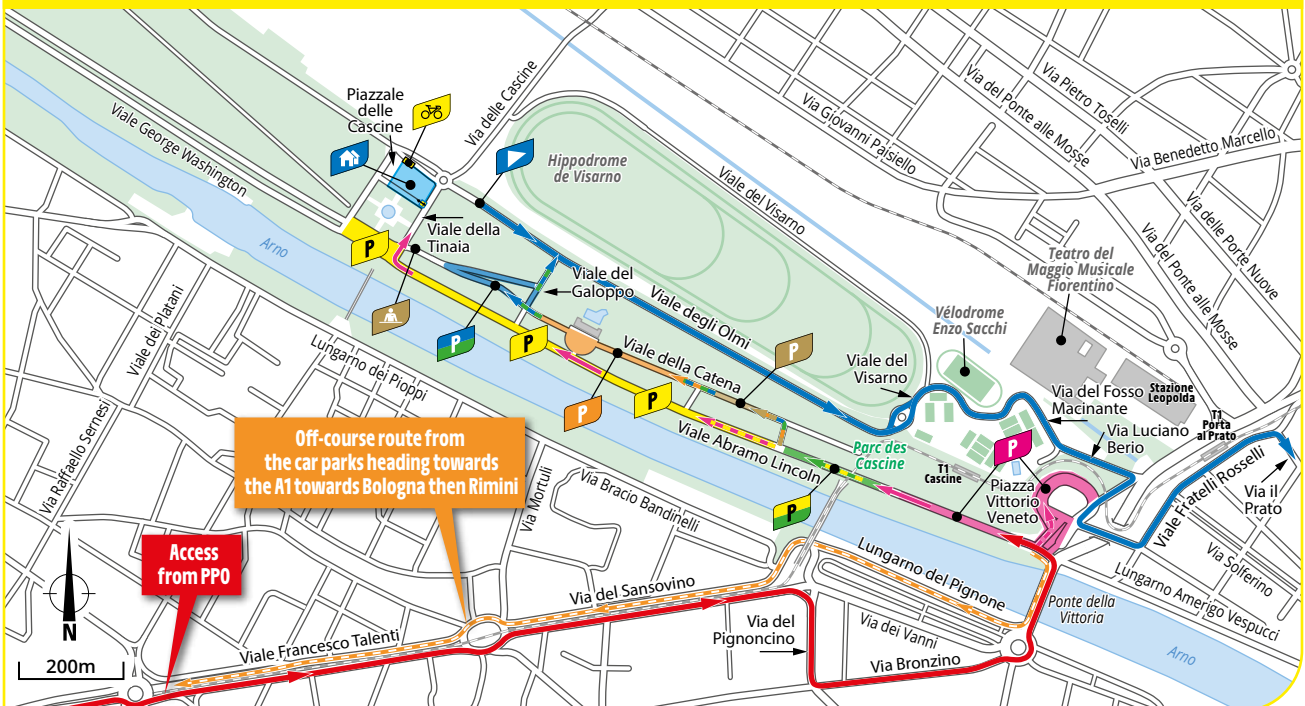 Piazzale
delle
Cascine
Via delle Cascine
Viale George Washington
Hippodrome
de Visarno
Viale del Visarno
Via Giovanni Paisiello
Via del Ponte alle Mosse
Via Pietro Toselli
Via Benedetto Marcello
Via delle Porte Nuove
Via del Ponte alle Mosse
Teatro del
Maggio Musicale
Fiorentino
Arno
P
Viale della
Tinaia
Viale del
Galoppo
Viale degli Olmi
Vélodrome
Enzo Sacchi
Viale dei Platani
Lungarno dei Pioppi
P
P
Viale della Catena
P
Viale del
Visarno
Via del Fosso
Macinante
Stazione
Leopolda
P
P
Via Raffaello Sernesi
T1
Porta
al Prato
Via Luciano
Berio
Viale Abramo Lincoln
Parc des
Cascine
P
T1
Cascine
Piazza
Vittorio
Veneto
Viale Fratelli Rosselli
Via il
Prato
Off-course route from
the car parks heading towards
the A1 towards Bologna then Rimini
Via Mortuli
Via Bracio Bandinelli
P
Via Solferino
Access
from PPO
Lungarno del Pignone
Lungarno Amerigo Vespucci
Via del Sansovino
Ponte della
Vittoria
N
Viale Francesco Talenti
Via del
Pignoncino
Via dei Vanni
Via Bronzino
Arno
200m